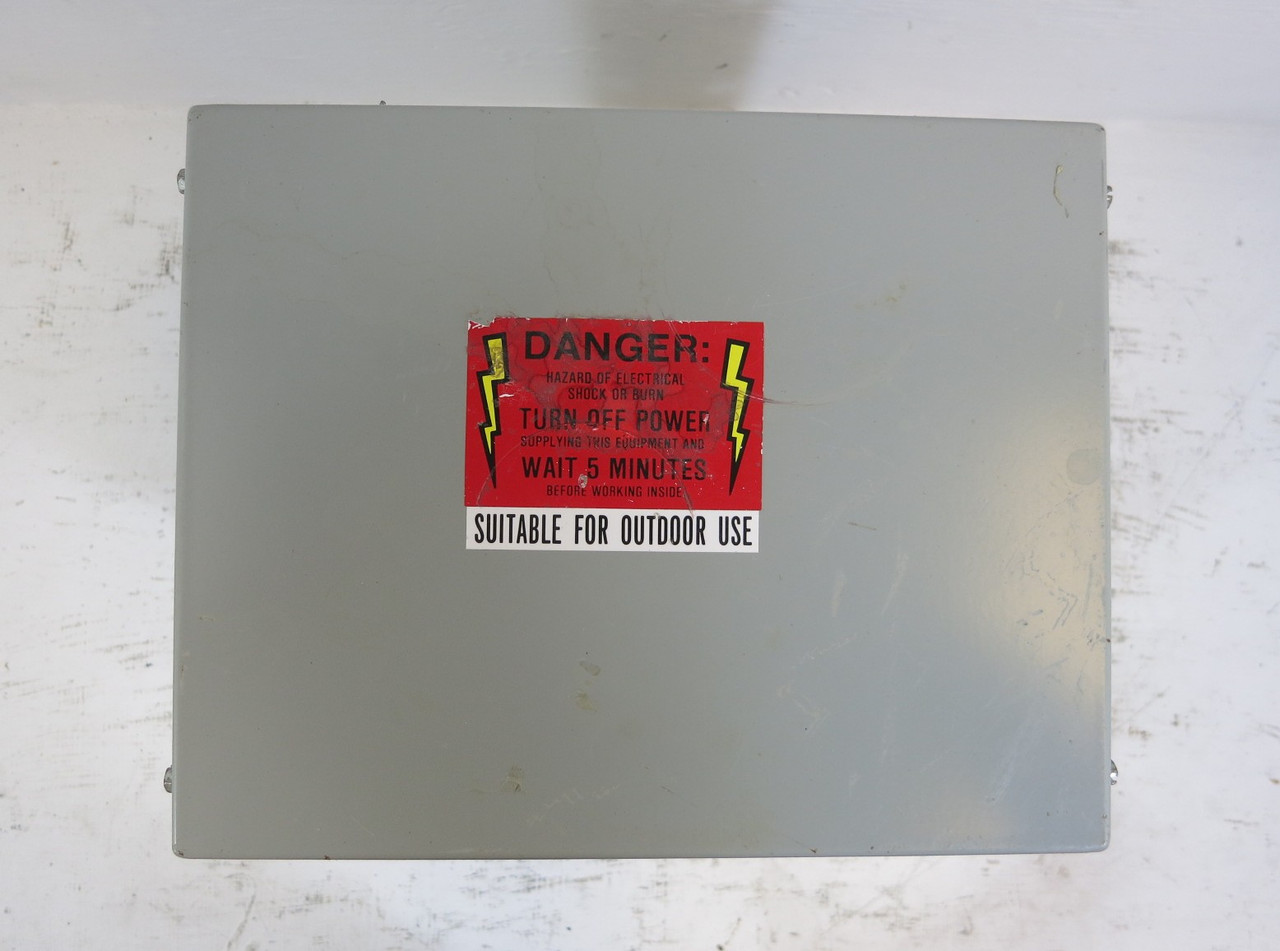 DANGER:
HAZARD OF ELECTRICAL
SHOCK OR BURN
TURN OFF POWER
SUPPLYING THIS EQUIPMENT AND
WAIT 5 MINUTES
BEFORE WORKING INSIDE
SUITABLE FOR OUTDOOR USE